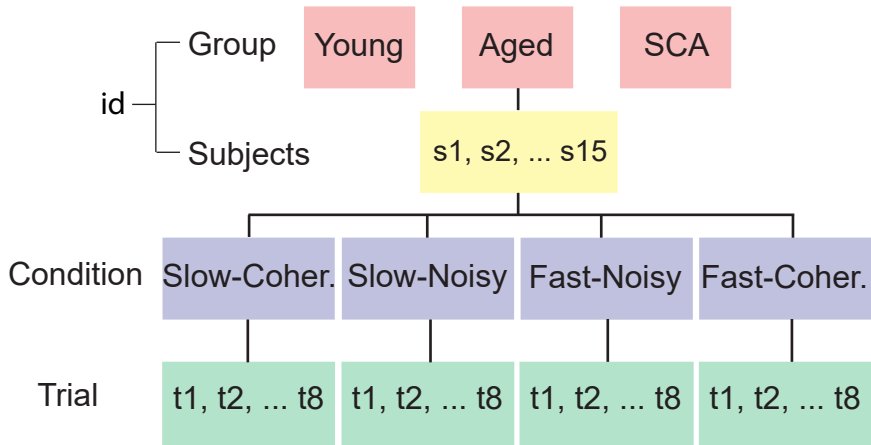 Group Young Aged SCA
id
Subjects s1, s2, ... s15
Condition Slow-Coher. Slow-Noisy Fast-Noisy Fast-Coher.
Trial t1, t2, ... t8 t1, t2, ... t8 t1, t2, ... t8 t1, t2, ... t8